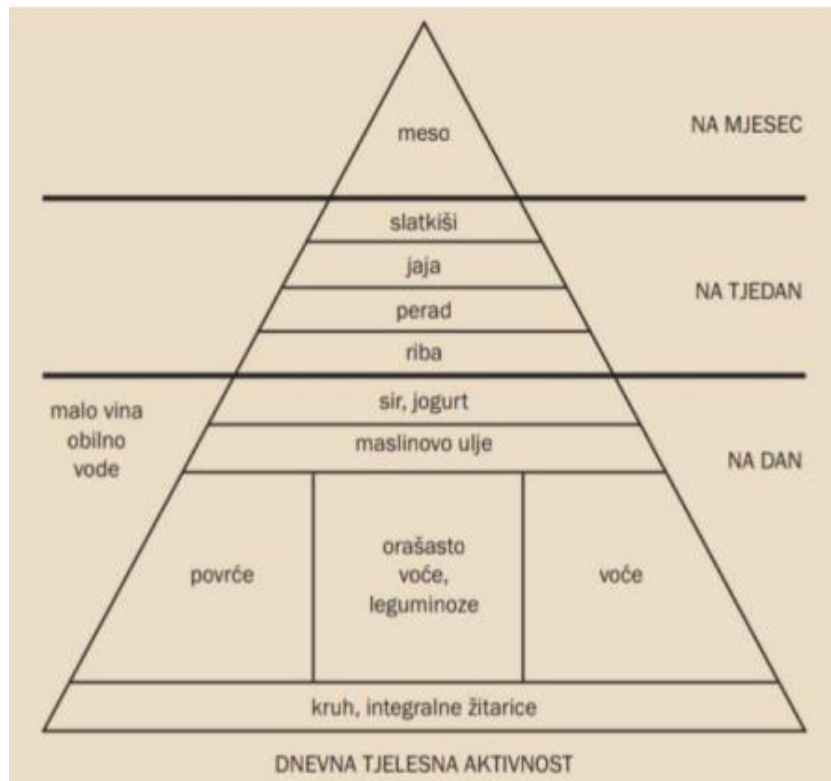 meso
NA MJESEC
slatkiši
jaja
NA TJEDAN
perad
riba
malo vina
obilno
vode
sir, jogurt
maslinovo ulje
NA DAN
povrće
orašasto
voće,
leguminoze
voće
kruh, integralne žitarice
DNEVNA TJELESNA AKTIVNOST